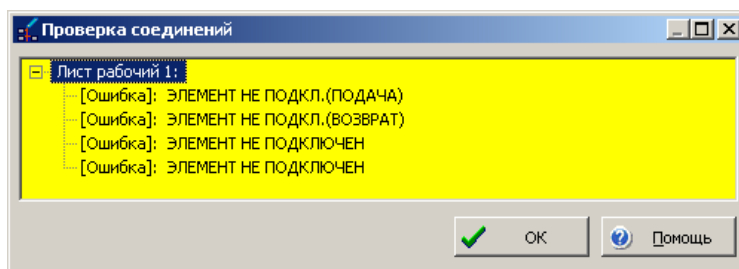 Проверка соединений
Лист рабочий 1:
[Ошибка]: ЭЛЕМЕНТ НЕ ПОДКЛ.(ПОДАЧА)
[Ошибка]: ЭЛЕМЕНТ НЕ ПОДКЛ.(ВОЗВРАТ)
[Ошибка]: ЭЛЕМЕНТ НЕ ПОДКЛЮЧЕН
[Ошибка]: ЭЛЕМЕНТ НЕ ПОДКЛЮЧЕН
ОК Помощь